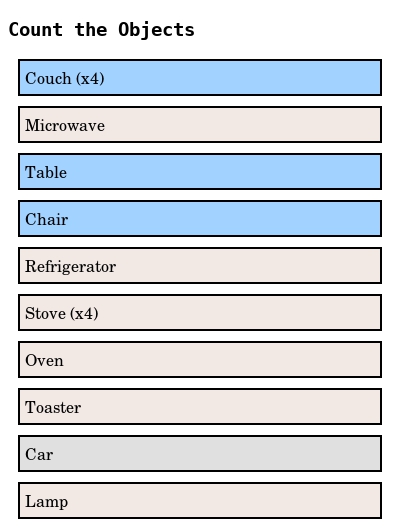 Count the Objects
Couch (x4)
Microwave
Table
Chair
Refrigerator
Stove (x4)
Oven
Toaster
Car
Lamp